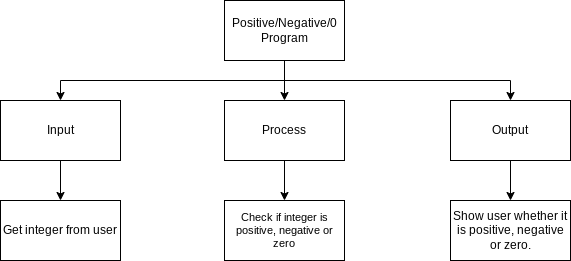 Positive/Negative/0
Program
Input
Process
Output
Get integer from user
Check if integer is
positive, negative or
zero
Show user whether it
is positive, negative
or zero.